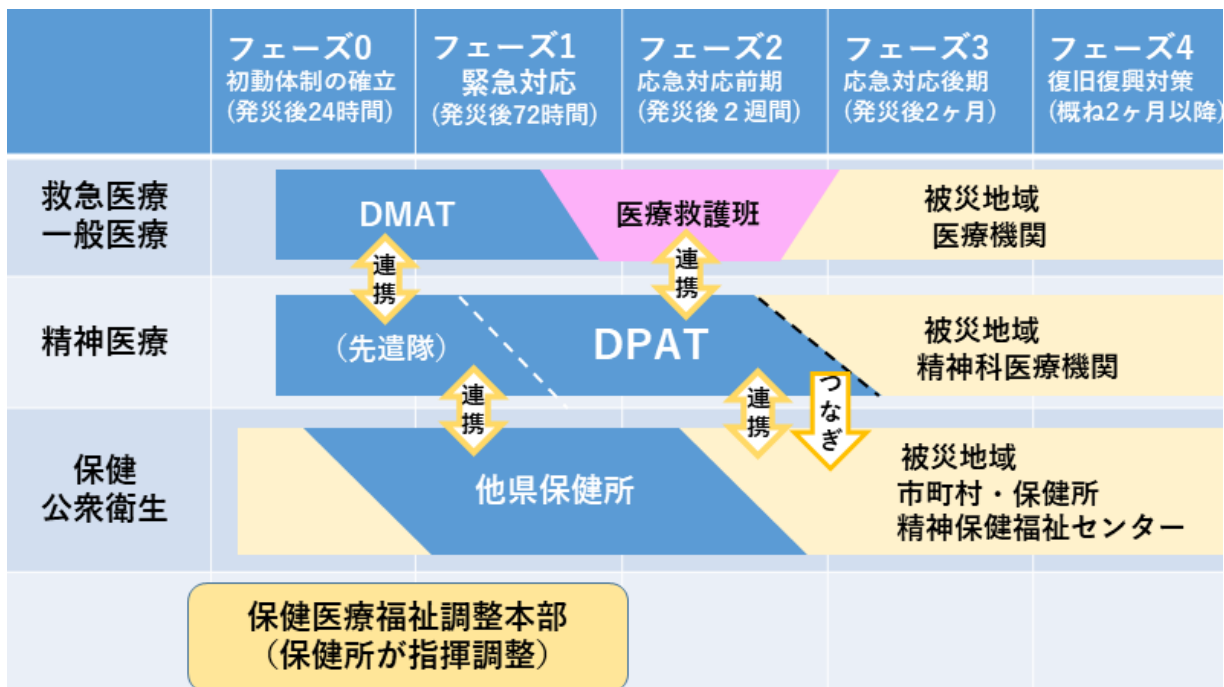 フェーズ0
初動体制の確立
(発災後24時間)
フェーズ1
緊急対応
(発災後72時間)
フェーズ2
応急対応前期
(発災後２週間)
フェーズ3
応急対応後期
(発災後2ヶ月)
フェーズ4
復旧復興対策
(概ね2ヶ月以降)
救急医療
一般医療
DMAT
医療救護班
被災地域
医療機関
連携
連携
精神医療
（先遣隊）
DPAT
被災地域
精神科医療機関
連携
連携
つなぎ
保健
公衆衛生
他県保健所
被災地域
市町村・保健所
精神保健福祉センター
保健医療福祉調整本部
（保健所が指揮調整）